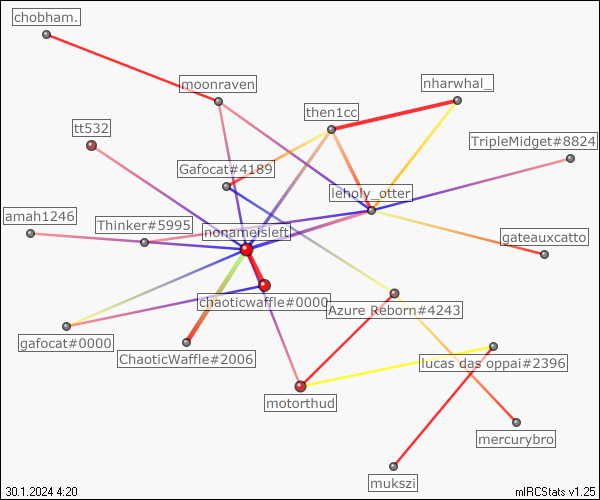 chobham.
moonraven
nharwhal_
then1cc
tt532
TripleMidget#8824
Gafocat#4189
leholy_otter
amah1246
Thinker#5995
nonameisleft
gateauxcatto
chaoticwaffle#0000
Azure Reborn#4243
gafocat#0000
ChaoticWaffle#2006
lucas das oppai#2396
motorthud
mercurybro
mukszi
30.1.2024 4:20
mIRCStats v1.25